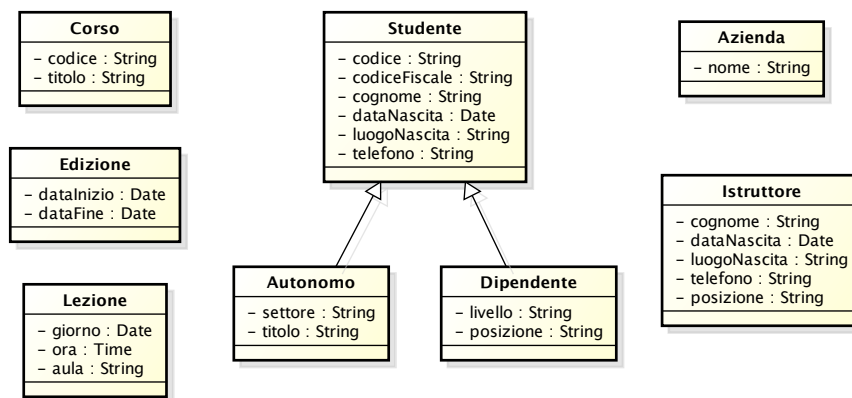 Corso
– codice : String
– titolo : String
Studente
– codice : String
– codiceFiscale : String
– cognome : String
– dataNascita : Date
– luogoNascita : String
– telefono : String
Azienda
– nome : String
Edizione
– dataInizio : Date
– dataFine : Date
Istruttore
– cognome : String
– dataNascita : Date
– luogoNascita : String
– telefono : String
– posizione : String
Lezione
– giorno : Date
– ora : Time
– aula : String
Autonomo
– settore : String
– titolo : String
Dipendente
– livello : String
– posizione : String